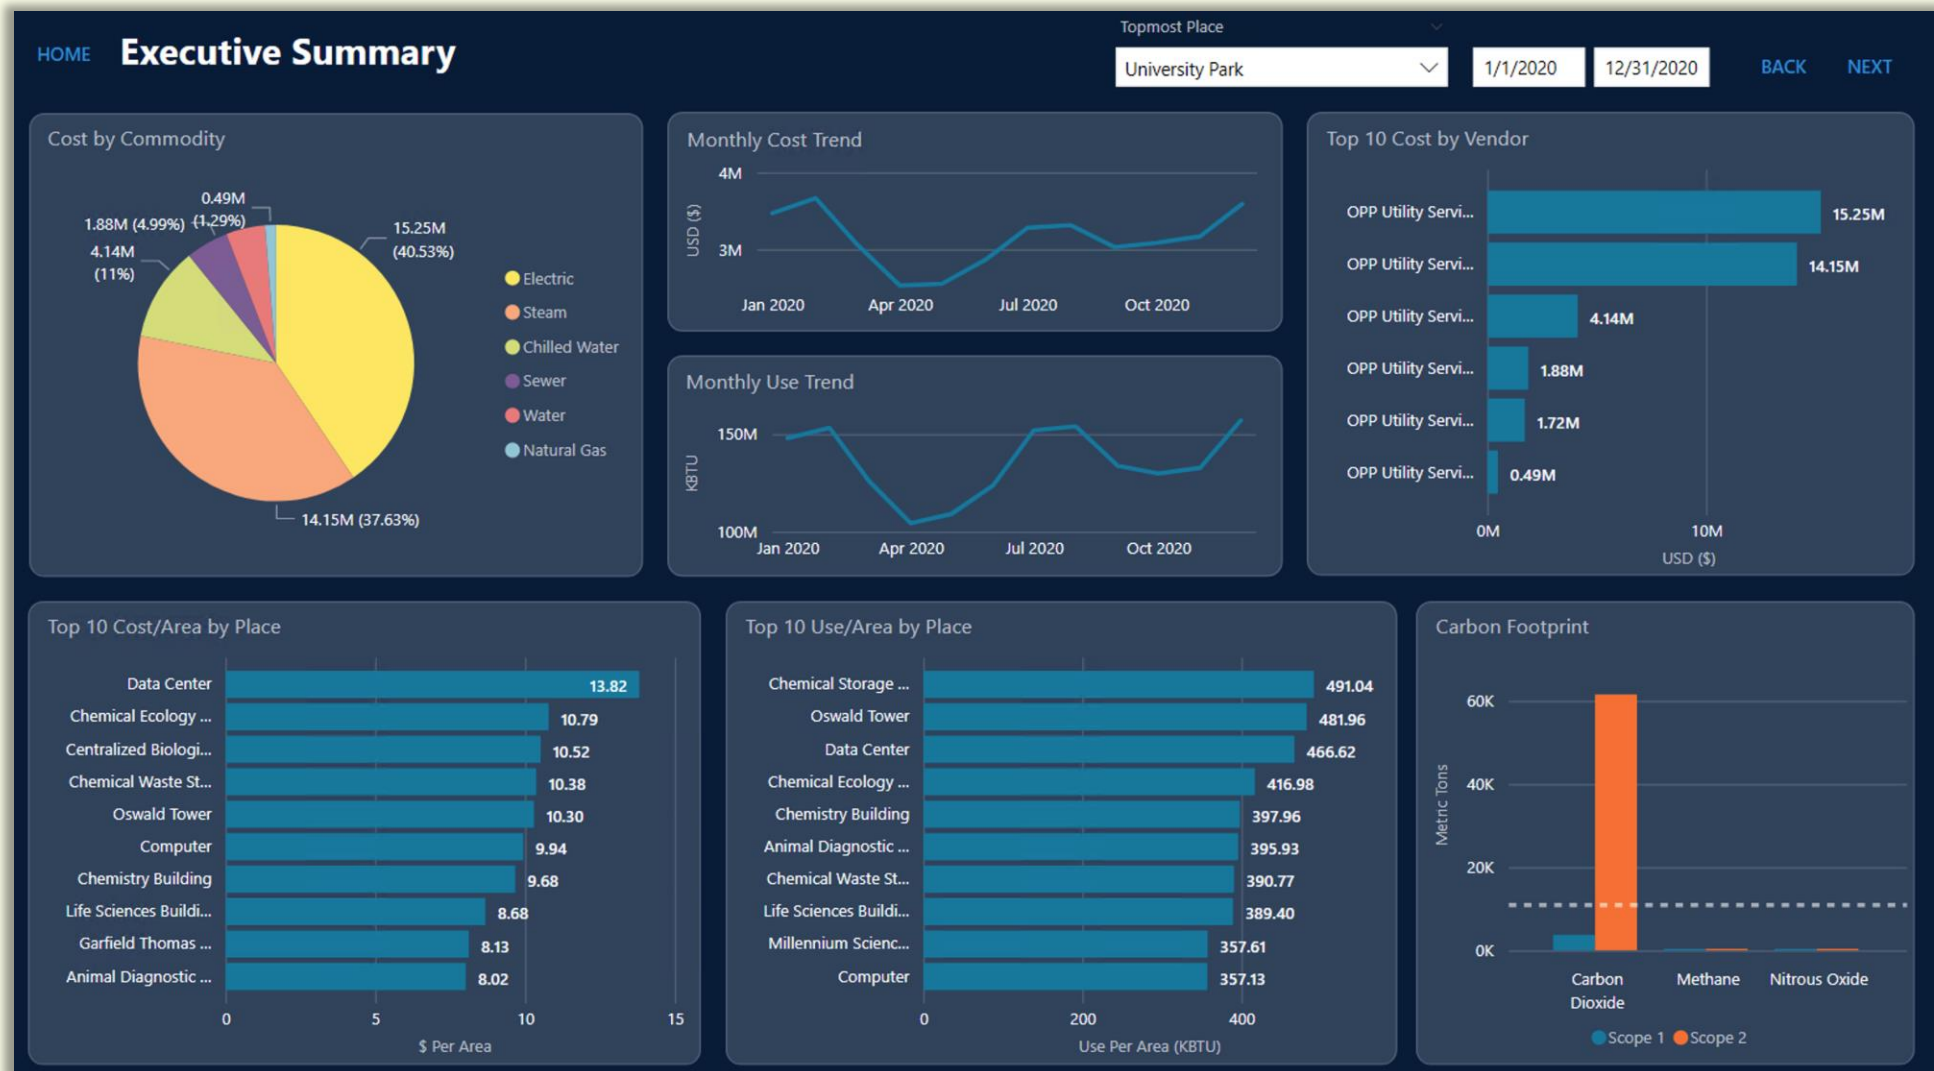 HOME
Executive Summary
Topmost Place
University Park
1/1/2020
12/31/2020
BACK
NEXT
Cost by Commodity
0.49M
(1.29%)
1.88M (4.99%)
4.14M
(11%)
15.25M
(40.53%)
14.15M (37.63%)
Electric
Steam
Chilled Water
Sewer
Water
Natural Gas
Monthly Cost Trend
USD ($)
4M
3M
Jan 2020
Apr 2020
Jul 2020
Oct 2020
Monthly Use Trend
KBTU
150M
100M
Jan 2020
Apr 2020
Jul 2020
Oct 2020
Top 10 Cost by Vendor
OPP Utility Servi... 15.25M
OPP Utility Servi... 14.15M
OPP Utility Servi... 4.14M
OPP Utility Servi... 1.88M
OPP Utility Servi... 1.72M
OPP Utility Servi... 0.49M
0M 10M
USD ($)
Top 10 Cost/Area by Place
Data Center 13.82
Chemical Ecology ... 10.79
Centralized Biologi... 10.52
Chemical Waste St... 10.38
Oswald Tower 10.30
Computer 9.94
Chemistry Building 9.68
Life Sciences Buildi... 8.68
Garfield Thomas ... 8.13
Animal Diagnostic ... 8.02
0 5 10 15
$ Per Area
Top 10 Use/Area by Place
Chemical Storage ... 491.04
Oswald Tower 481.96
Data Center 466.62
Chemical Ecology ... 416.98
Chemistry Building 397.96
Animal Diagnostic ... 395.93
Chemical Waste St... 390.77
Life Sciences Buildi... 389.40
Millennium Scienc... 357.61
Computer 357.13
0 200 400
Use Per Area (KBTU)
Carbon Footprint
Metric Tons
60K
40K
20K
0K
Carbon
Dioxide
Methane
Nitrous Oxide
Scope 1 Scope 2